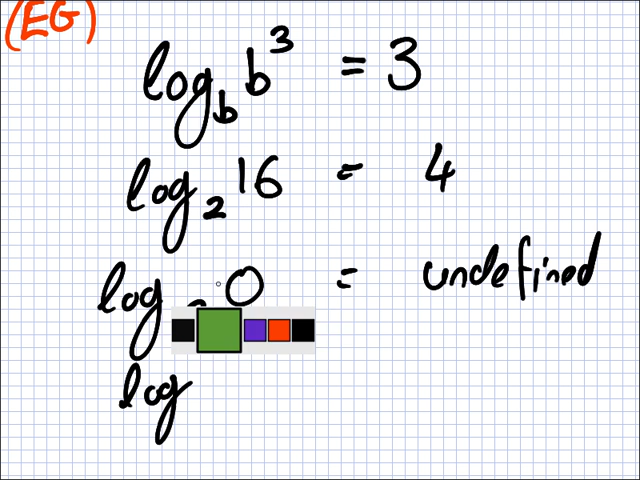 (EG)
log_b b^3 = 3
log_2 16 = 4
log 0 = undefined
log